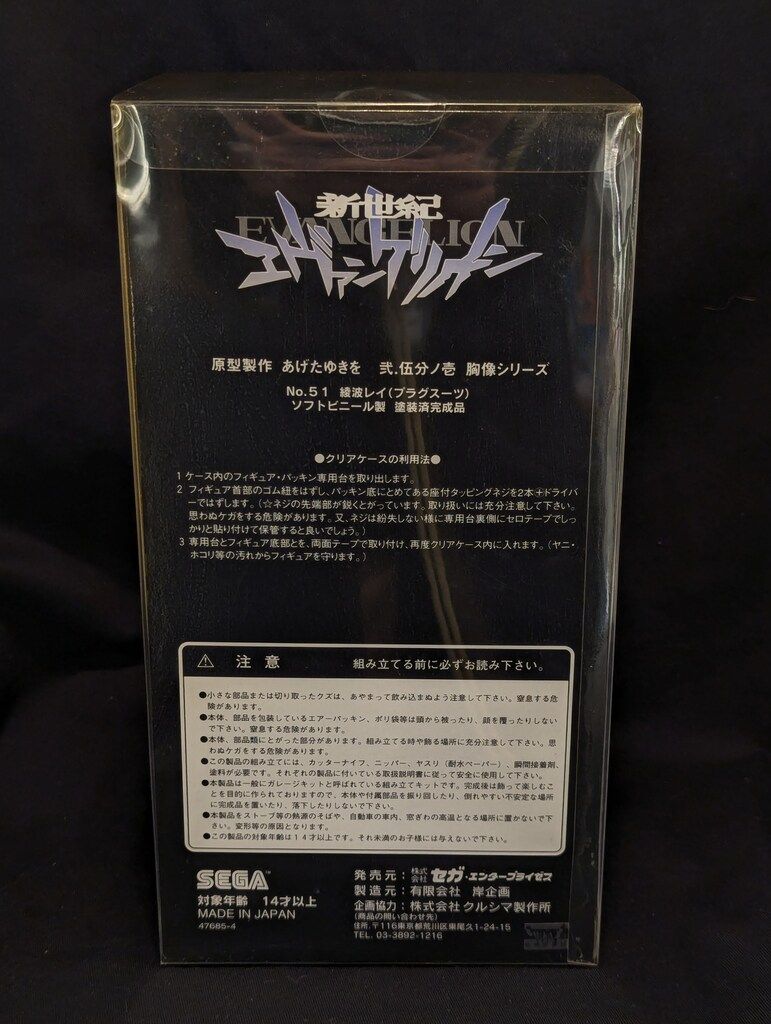 新世紀
EVANGELION
エヴァンゲリオン
原型製作 あげたゆきを 弐.伍分ノ壱 胸像シリーズ
No.51 綾波レイ(プラグスーツ)
ソフトビニール製 塗装済完成品
●クリアケースの利用法●
1 ケース内のフィギュア・パッキン専用台を取り出します。
2 フィギュア首部のゴム紐をはずし、パッキン底にとめてある座付タッピングネジを2本⊕ドライバ
ーではずします。(☆ネジの先端部が鋭くとがっています。取り扱いには充分注意して下さい。
思わぬケガをする危険があります。又、ネジは紛失しない様に専用台裏側にセロテープでしっ
かりと貼り付けて保管すると良いでしょう。)
3 専用台とフィギュア底部とを、両面テープで取り付け、再度クリアケース内に入れます。(ヤニ・
ホコリ等の汚れからフィギュアを守ります。)
⚠ 注意 組み立てる前に必ずお読み下さい。
●小さな部品または切り取ったクズは、あやまって飲み込まぬよう注意して下さい。窒息する危
険があります。
●本体、部品を包装しているエアーパッキン、ポリ袋等は頭から被ったり、顔を覆ったりしない
で下さい。窒息する危険があります。
●本体、部品類にとがった部分があります。組み立てる時や飾る場所に充分注意して下さい。思
わぬケガをする危険があります。
●この製品の組み立てには、カッターナイフ、ニッパー、ヤスリ(耐水ペーパー)、瞬間接着剤、
塗料が必要です。それぞれの製品に付いている取扱説明書に従って安全に使用して下さい。
●本製品は一般にガレージキットと呼ばれている組み立てキットです。完成後は飾って楽しむこ
とを目的に作られておりますので、本体や付属部品を振り回したり、倒れやすい不安定な場所
に完成品を置いたり、落下したりしないで下さい。
●本製品をストーブ等の熱源のそばや、自動車の車内、窓ぎわの高温となる場所に置かないで下
さい。変形等の原因となります。
●この製品の対象年齢は14才以上です。それ未満のお子様には与えないで下さい。
SEGA
対象年齢 14才以上
MADE IN JAPAN
47685-4
発売元:株式会社 セガ・エンタープライゼス
製造元:有限会社 岸企画
企画協力:株式会社クルシマ製作所
(商品の問い合わせ先)
住所.〒116東京都荒川区東尾久1-24-15
TEL. 03-3892-1216